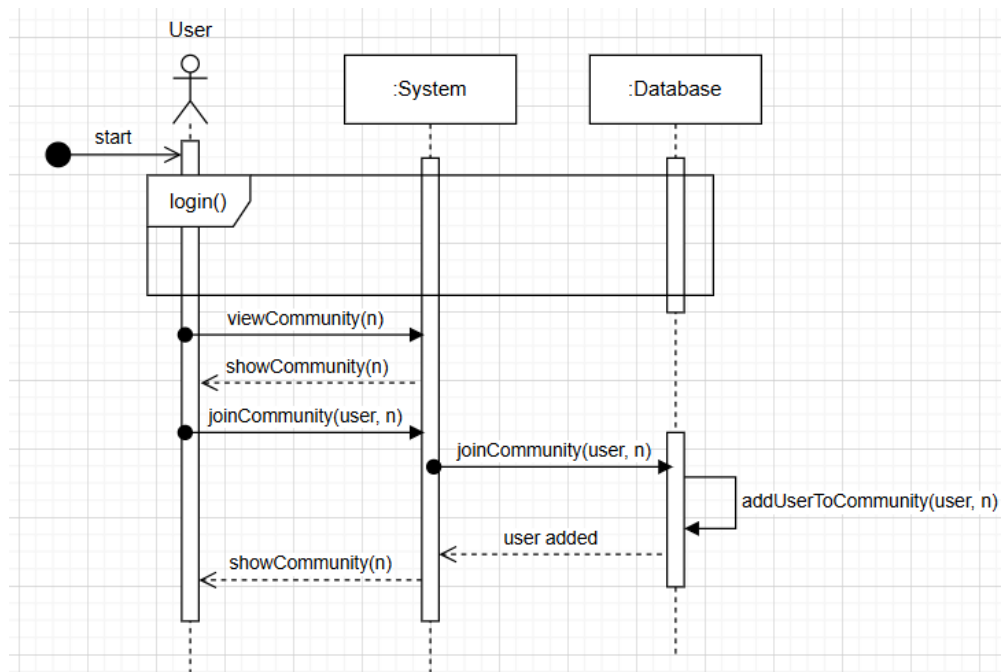 User
:System
:Database
start
login()
viewCommunity(n)
showCommunity(n)
joinCommunity(user, n)
joinCommunity(user, n)
addUserToCommunity(user, n)
user added
showCommunity(n)